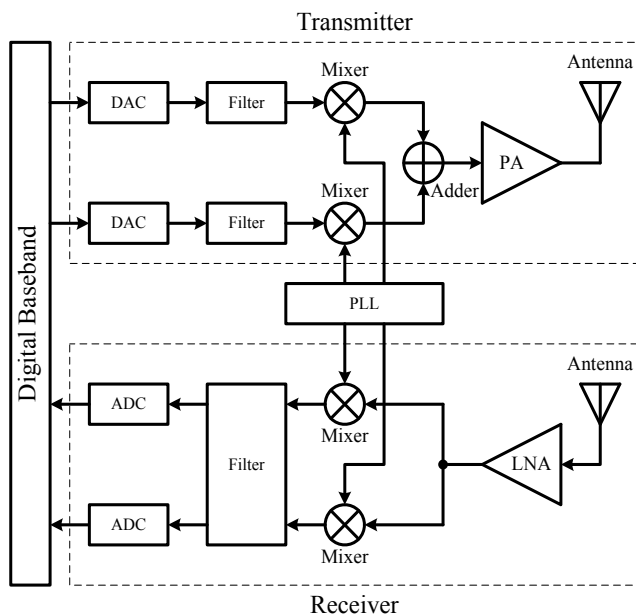 Transmitter
Mixer
Antenna
DAC
Filter
PA
Adder
Mixer
DAC
Filter
PLL
Digital Baseband
Antenna
ADC
Mixer
Filter
LNA
ADC
Mixer
Receiver